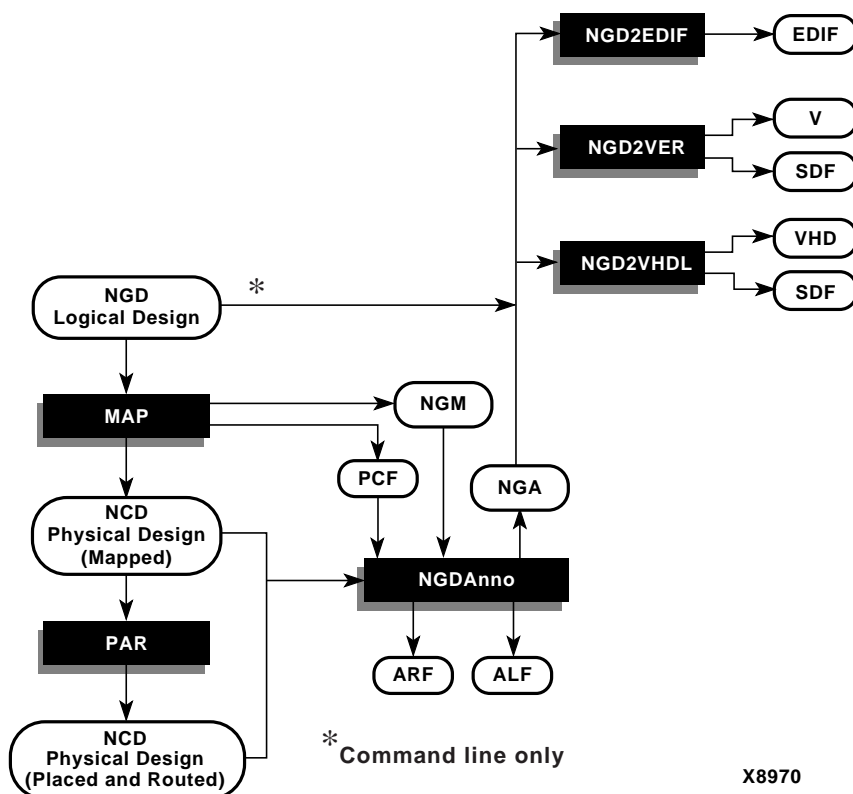 NGD2EDIF
EDIF
NGD2VER
V
SDF
NGD2VHDL
VHD
SDF
NGD
Logical Design
*
MAP
NGM
PCF
NGA
NCD
Physical Design
(Mapped)
NGDAnno
PAR
ARF
ALF
NCD
Physical Design
(Placed and Routed)
*Command line only
X8970